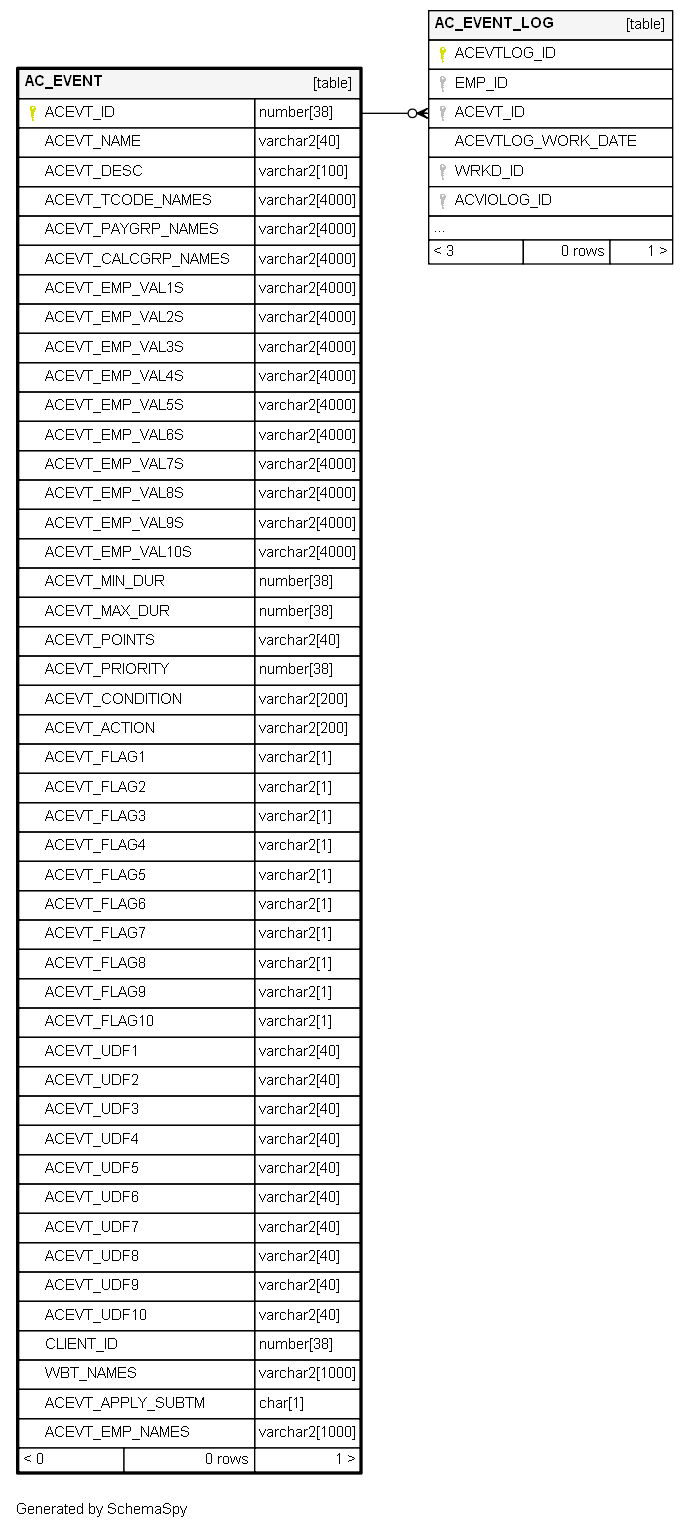 AC_EVENT_LOG [table]
ACEVTLOG_ID
EMP_ID
ACEVT_ID
ACEVTLOG_WORK_DATE
WRKD_ID
ACVIOLOG_ID
...
< 3 0 rows 1 >
AC_EVENT [table]
ACEVT_ID number[38]
ACEVT_NAME varchar2[40]
ACEVT_DESC varchar2[100]
ACEVT_TCODE_NAMES varchar2[4000]
ACEVT_PAYGRP_NAMES varchar2[4000]
ACEVT_CALCGRP_NAMES varchar2[4000]
ACEVT_EMP_VAL1S varchar2[4000]
ACEVT_EMP_VAL2S varchar2[4000]
ACEVT_EMP_VAL3S varchar2[4000]
ACEVT_EMP_VAL4S varchar2[4000]
ACEVT_EMP_VAL5S varchar2[4000]
ACEVT_EMP_VAL6S varchar2[4000]
ACEVT_EMP_VAL7S varchar2[4000]
ACEVT_EMP_VAL8S varchar2[4000]
ACEVT_EMP_VAL9S varchar2[4000]
ACEVT_EMP_VAL10S varchar2[4000]
ACEVT_MIN_DUR number[38]
ACEVT_MAX_DUR number[38]
ACEVT_POINTS varchar2[40]
ACEVT_PRIORITY number[38]
ACEVT_CONDITION varchar2[200]
ACEVT_ACTION varchar2[200]
ACEVT_FLAG1 varchar2[1]
ACEVT_FLAG2 varchar2[1]
ACEVT_FLAG3 varchar2[1]
ACEVT_FLAG4 varchar2[1]
ACEVT_FLAG5 varchar2[1]
ACEVT_FLAG6 varchar2[1]
ACEVT_FLAG7 varchar2[1]
ACEVT_FLAG8 varchar2[1]
ACEVT_FLAG9 varchar2[1]
ACEVT_FLAG10 varchar2[1]
ACEVT_UDF1 varchar2[40]
ACEVT_UDF2 varchar2[40]
ACEVT_UDF3 varchar2[40]
ACEVT_UDF4 varchar2[40]
ACEVT_UDF5 varchar2[40]
ACEVT_UDF6 varchar2[40]
ACEVT_UDF7 varchar2[40]
ACEVT_UDF8 varchar2[40]
ACEVT_UDF9 varchar2[40]
ACEVT_UDF10 varchar2[40]
CLIENT_ID number[38]
WBT_NAMES varchar2[1000]
ACEVT_APPLY_SUBTM char[1]
ACEVT_EMP_NAMES varchar2[1000]
< 0 0 rows 1 >
Generated by SchemaSpy